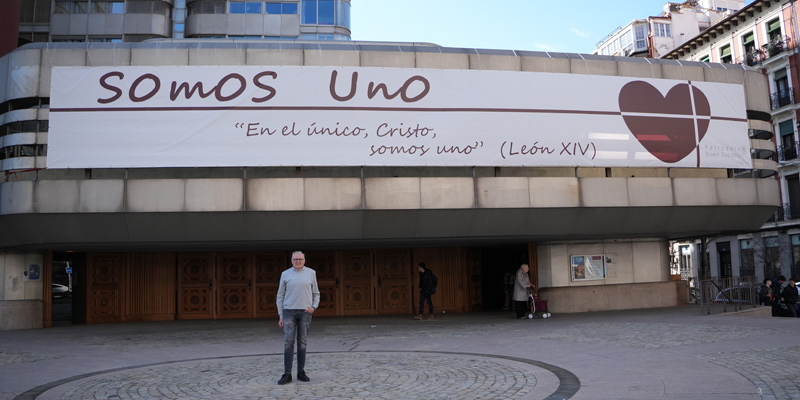 SOMOS UNO
"En el único, Cristo,
somos uno" (León XIV)